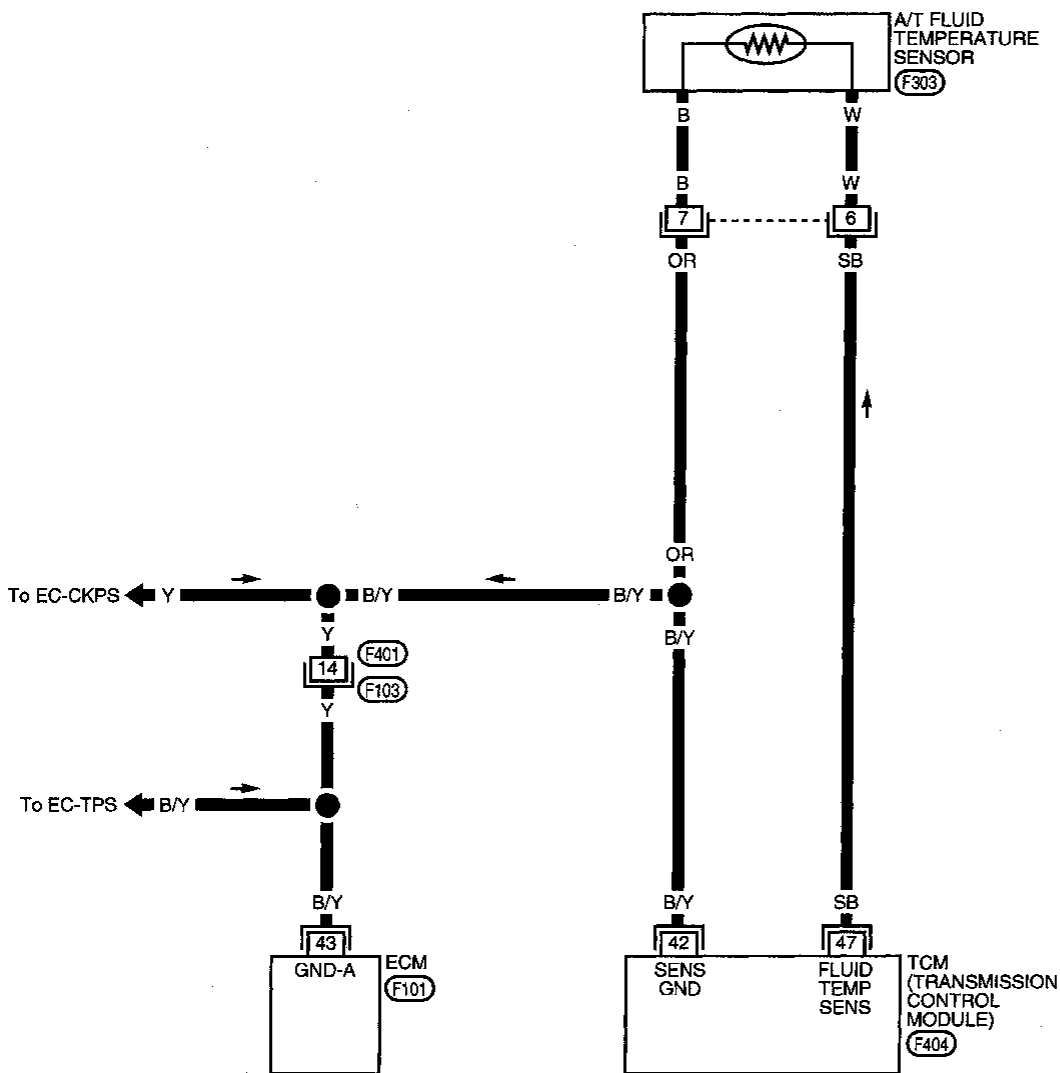 A/T FLUID
TEMPERATURE
SENSOR
F303
B
W
B
W
7
6
OR
SB
OR
To EC-CKPS
Y
B/Y
B/Y
B/Y
Y
F401
14
F103
Y
To EC-TPS
B/Y
B/Y
B/Y
SB
43
42
47
GND-A
ECM
F101
SENS
GND
FLUID
TEMP
SENS
TCM
(TRANSMISSION
CONTROL
MODULE)
F404